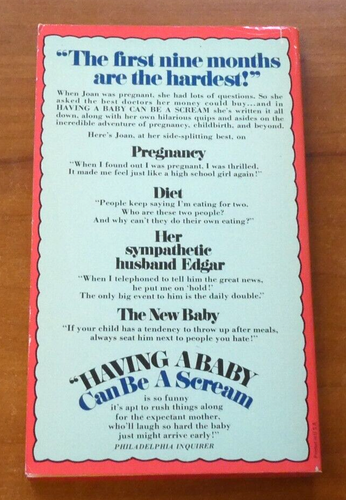 “The first nine months
are the hardest!”
When Joan was pregnant, she had lots of questions. So she
asked the best doctors her money could buy...and in
HAVING A BABY CAN BE A SCREAM she's written it all
down, along with her own hilarious quips and asides on the
incredible adventure of pregnancy, childbirth, and beyond.
Here's Joan, at her side-splitting best, on
Pregnancy
“When I found out I was pregnant, I was thrilled.
It made me feel just like a high school girl again!”
Diet
“People keep saying I'm eating for two.
Who are these two people?
And why can't they do their own eating?”
Her
sympathetic
husband Edgar
“When I telephoned to tell him the great news,
he put me on ‘hold!’
The only big event to him is the daily double.”
The New Baby
“If your child has a tendency to throw up after meals,
always seat him next to people you hate!”
“HAVING A BABY
Can Be A Scream
is so funny
it's apt to rush things along
for the expectant mother,
who'll laugh so hard the baby
just might arrive early!”
PHILADELPHIA INQUIRER